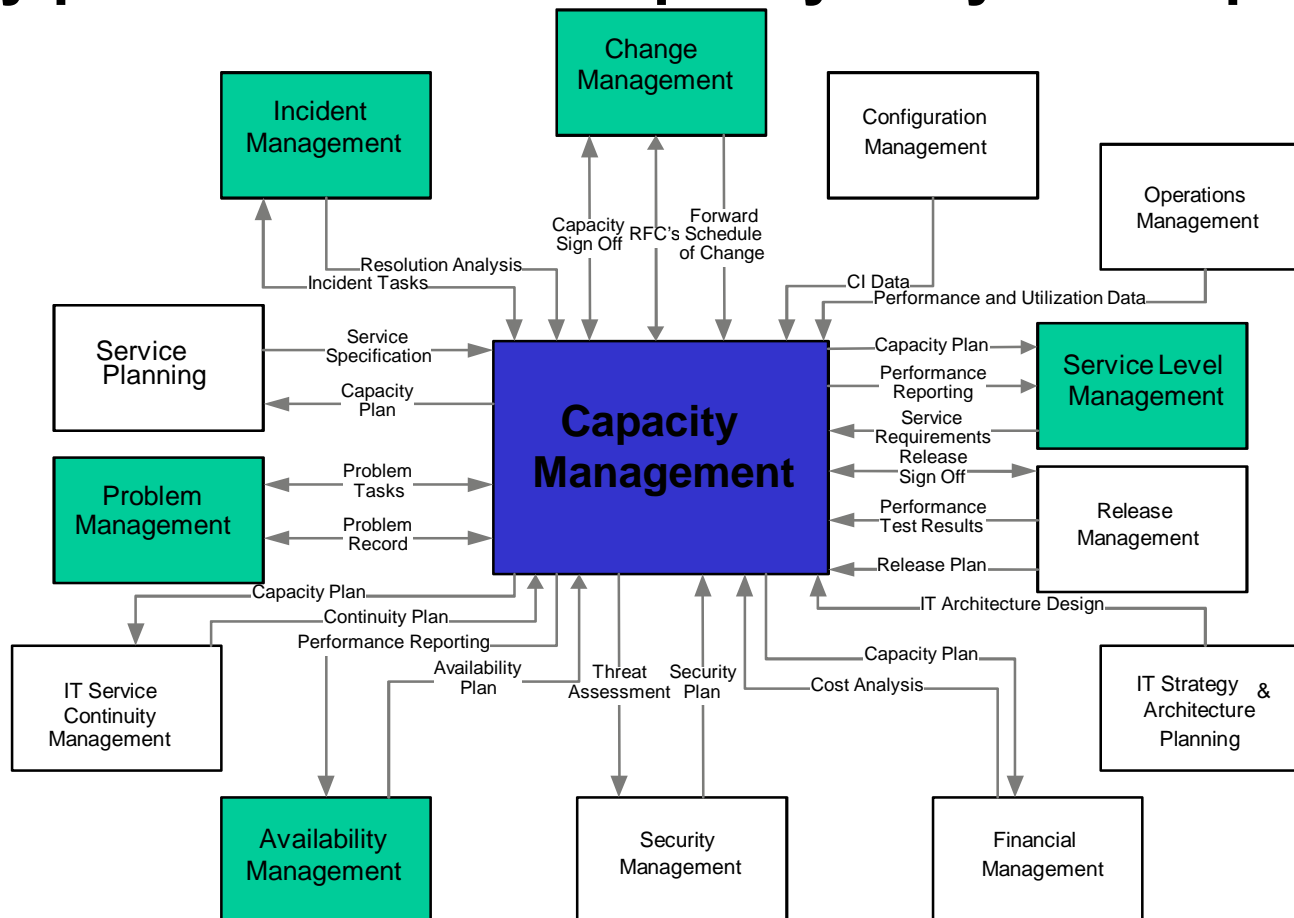 Change
Management
Incident
Management
Configuration
Management
Operations
Management
Capacity
Sign Off
RFC's
Forward
Schedule
of Change
Resolution Analysis
Incident Tasks
CI Data
Performance and Utilization Data
Service
Planning
Service
Specification
Capacity
Plan
Capacity
Management
Capacity Plan
Performance
Reporting
Service
Requirements
Service Level
Management
Release
Sign Off
Performance
Test Results
Release Plan
Release
Management
Problem
Management
Problem
Tasks
Problem
Record
Capacity Plan
Continuity Plan
Performance Reporting
Availability
Plan
Threat
Assessment
Security
Plan
Capacity Plan
Cost Analysis
IT Architecture Design
IT Service
Continuity
Management
IT Strategy &
Architecture
Planning
Availability
Management
Security
Management
Financial
Management